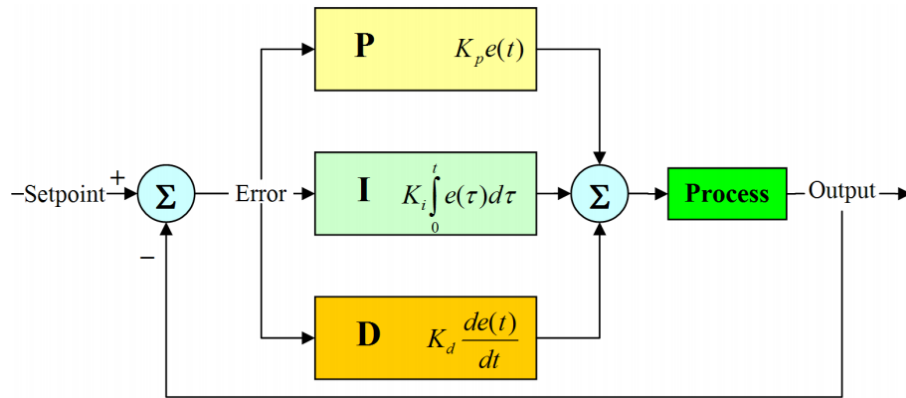 P K_p e(t)
Setpoint
+
Σ
−
Error
I K_i ∫_0^t e(τ)dτ
Σ
Process
Output
D K_d de(t)/dt